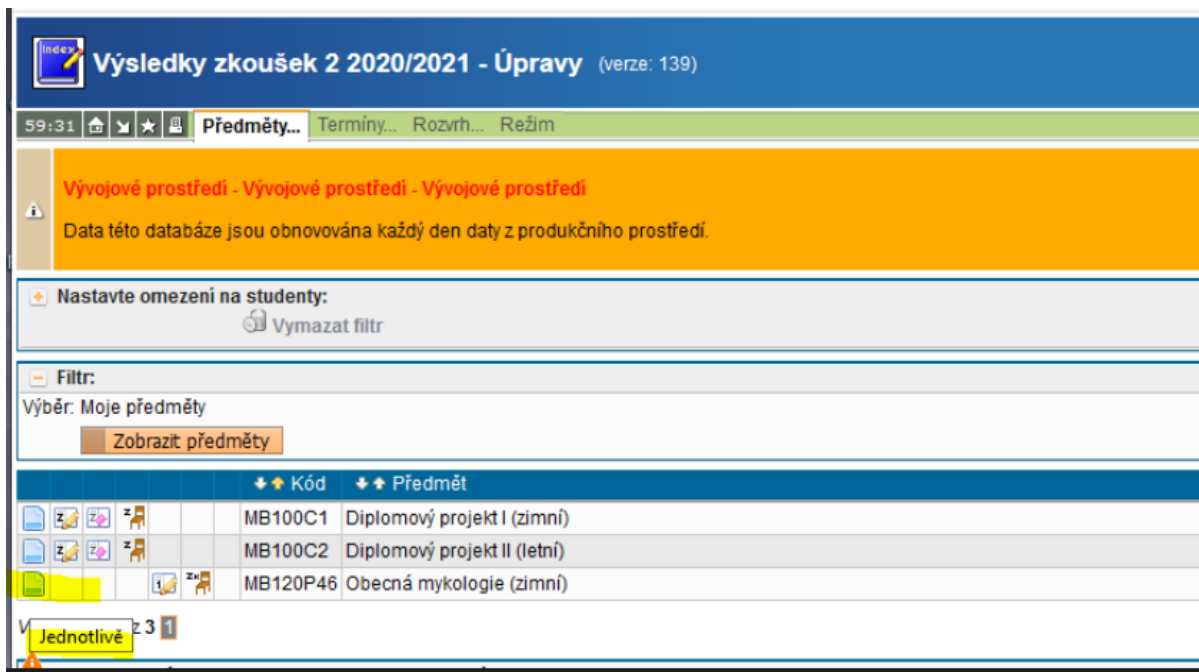 Index
Výsledky zkoušek 2 2020/2021 - Úpravy (verze: 139)
59:31 Předměty... Termíny... Rozvrh... Režim
Vývojové prostředí - Vývojové prostředí - Vývojové prostředí
Data této databáze jsou obnovována každý den daty z produkčního prostředí.
Nastavte omezení na studenty:
Vymazat filtr
Filtr:
Výběr: Moje předměty
Zobrazit předměty
Kód Předmět
MB100C1 Diplomový projekt I (zimní)
MB100C2 Diplomový projekt II (letní)
MB120P46 Obecná mykologie (zimní)
z 3 1
Jednotlivě